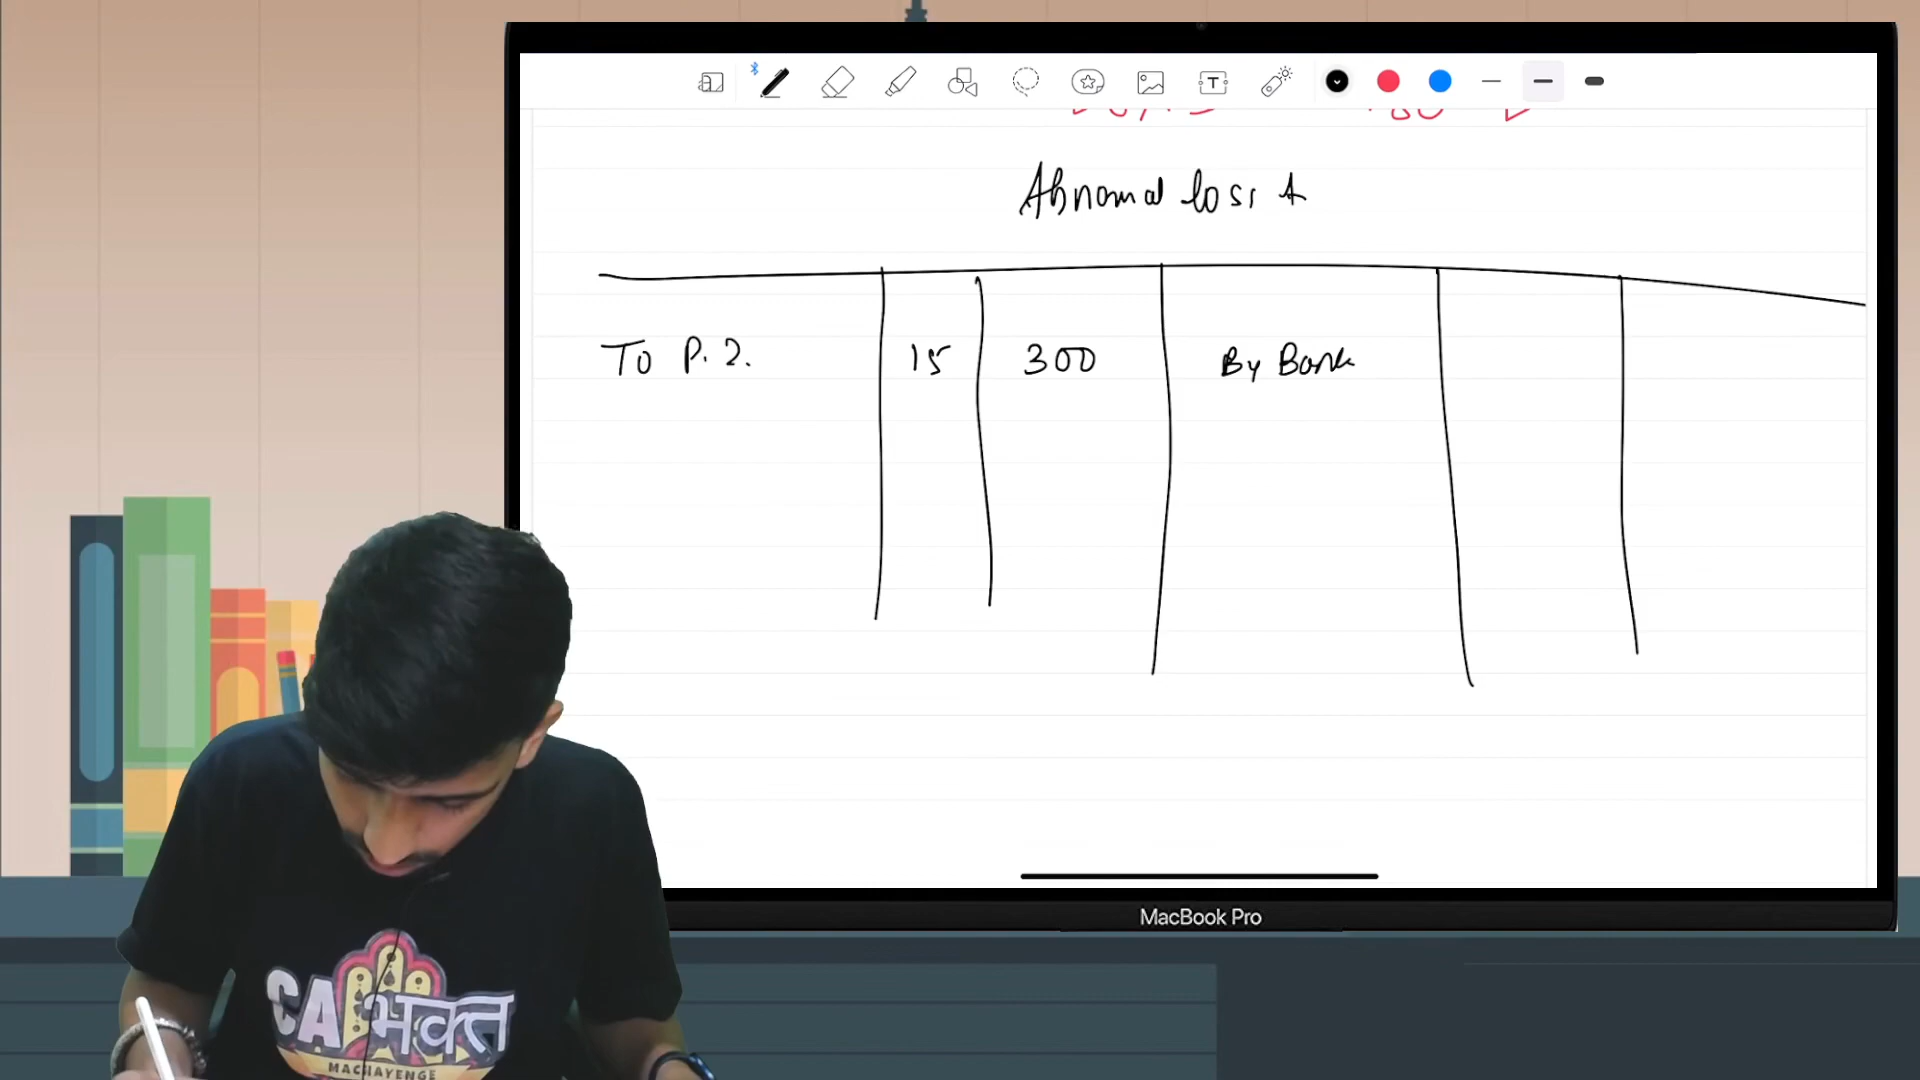 Abnormal loss A
To P. 2. 15 300 By Bank
MacBook Pro
CA भक्त
MACHAYENGE